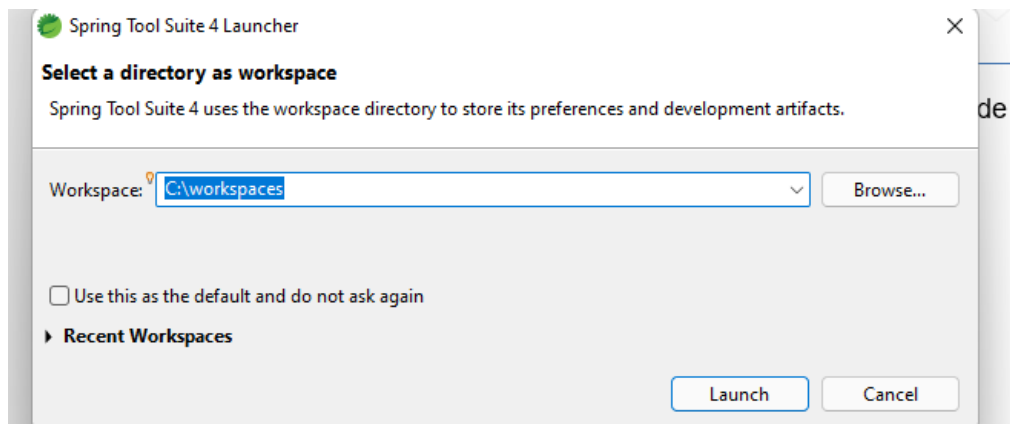 Spring Tool Suite 4 Launcher
Select a directory as workspace
Spring Tool Suite 4 uses the workspace directory to store its preferences and development artifacts.
de
Workspace: C:\workspaces Browse...
Use this as the default and do not ask again
Recent Workspaces
Launch Cancel